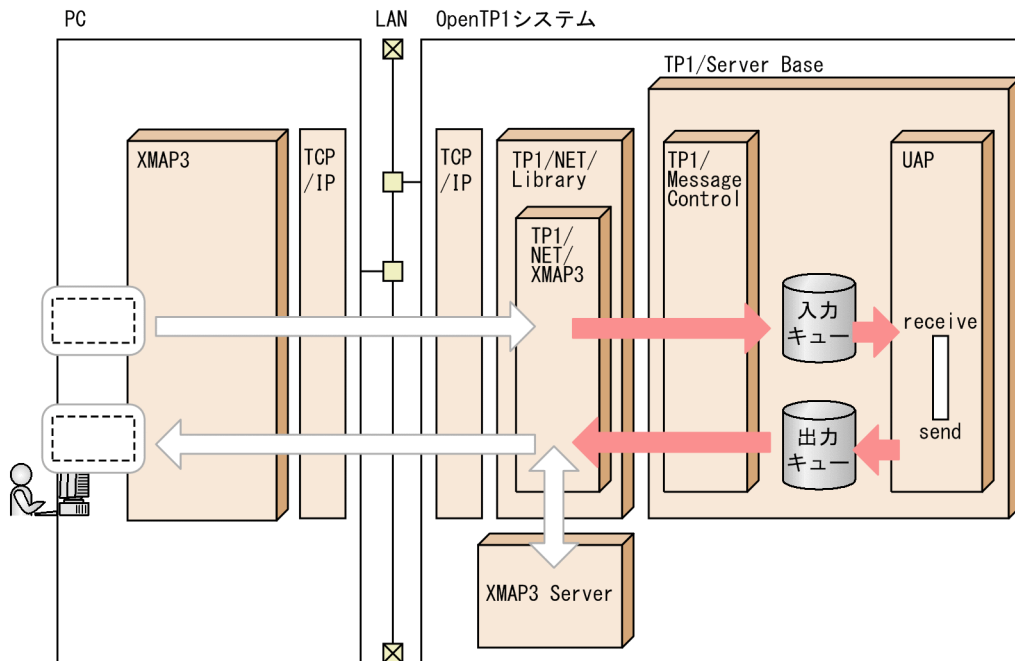 PC
LAN
OpenTP1システム
TP1/Server Base
XMAP3
TCP
/IP
TCP
/IP
TP1/NET/
Library
TP1/
NET/
XMAP3
TP1/
Message
Control
UAP
入力
キュー
receive
send
出力
キュー
XMAP3 Server